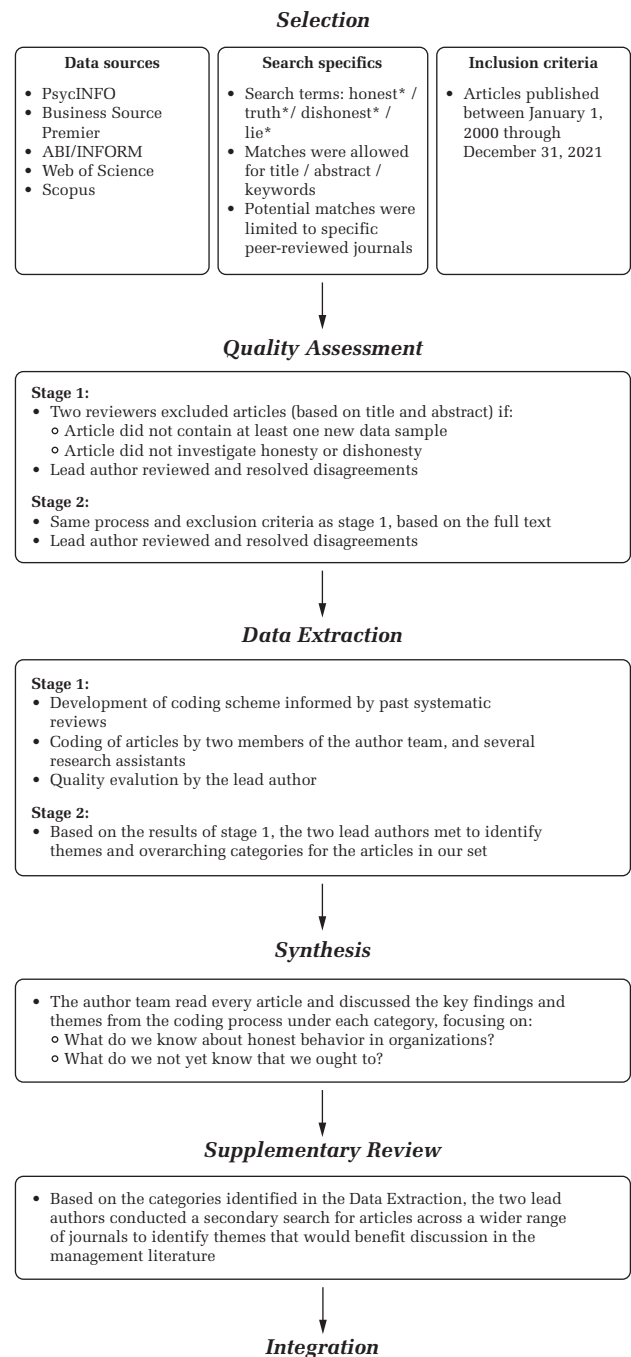 Selection
Data sources
• PsycINFO
• Business Source
Premier
• ABI/INFORM
• Web of Science
• Scopus
Search specifics
• Search terms: honest* /
truth*/ dishonest* /
lie*
• Matches were allowed
for title / abstract /
keywords
• Potential matches were
limited to specific
peer-reviewed journals
Inclusion criteria
• Articles published
between January 1,
2000 through
December 31, 2021
Quality Assessment
Stage 1:
• Two reviewers excluded articles (based on title and abstract) if:
○ Article did not contain at least one new data sample
○ Article did not investigate honesty or dishonesty
• Lead author reviewed and resolved disagreements
Stage 2:
• Same process and exclusion criteria as stage 1, based on the full text
• Lead author reviewed and resolved disagreements
Data Extraction
Stage 1:
• Development of coding scheme informed by past systematic
reviews
• Coding of articles by two members of the author team, and several
research assistants
• Quality evalution by the lead author
Stage 2:
• Based on the results of stage 1, the two lead authors met to identify
themes and overarching categories for the articles in our set
Synthesis
• The author team read every article and discussed the key findings and
themes from the coding process under each category, focusing on:
○ What do we know about honest behavior in organizations?
○ What do we not yet know that we ought to?
Supplementary Review
• Based on the categories identified in the Data Extraction, the two lead
authors conducted a secondary search for articles across a wider range
of journals to identify themes that would benefit discussion in the
management literature
Integration